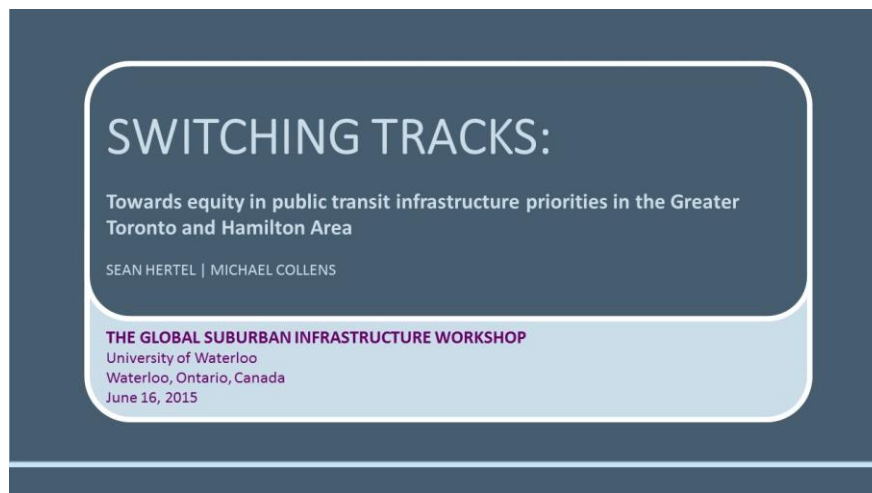 SWITCHING TRACKS:
Towards equity in public transit infrastructure priorities in the Greater
Toronto and Hamilton Area
SEAN HERTEL | MICHAEL COLLENS
THE GLOBAL SUBURBAN INFRASTRUCTURE WORKSHOP
University of Waterloo
Waterloo, Ontario, Canada
June 16, 2015